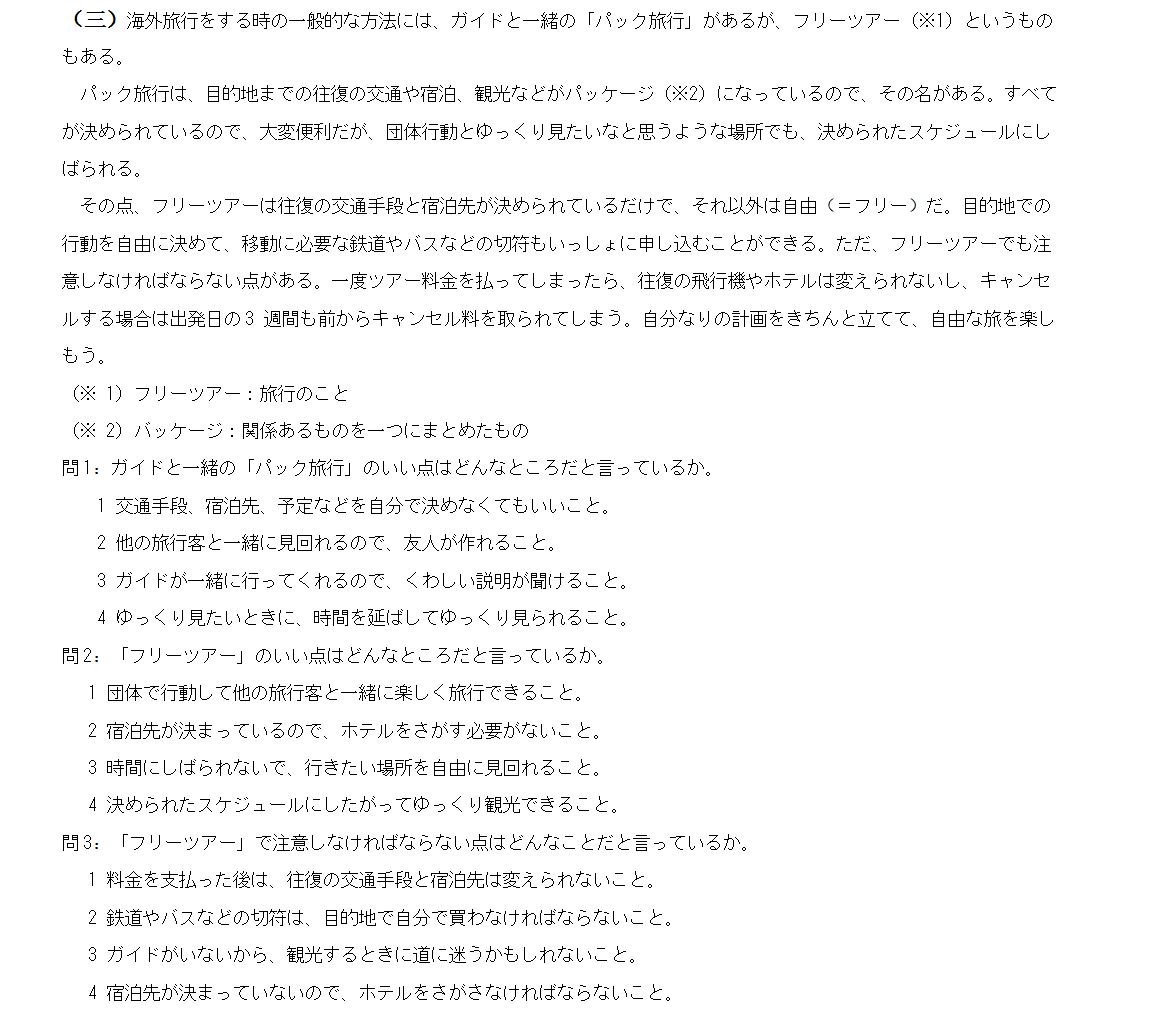 （三）海外旅行をする時の一般的な方法には、ガイドと一緒の「パック旅行」があるが、フリーツアー（※1）というもの
もある。
　パック旅行は、目的地までの往復の交通や宿泊、観光などがパッケージ（※2）になっているので、その名がある。すべて
が決められているので、大変便利だが、団体行動とゆっくり見たいなと思うような場所でも、決められたスケジュールにし
ばられる。
　その点、フリーツアーは往復の交通手段と宿泊先が決められているだけで、それ以外は自由（＝フリー）だ。目的地での
行動を自由に決めて、移動に必要な鉄道やバスなどの切符もいっしょに申し込むことができる。ただ、フリーツアーでも注
意しなければならない点がある。一度ツアー料金を払ってしまったら、往復の飛行機やホテルは変えられないし、キャンセ
ルする場合は出発日の3 週間も前からキャンセル料を取られてしまう。自分なりの計画をきちんと立てて、自由な旅を楽し
もう。
（※ 1）フリーツアー：旅行のこと
（※ 2）バッケージ：関係あるものを一つにまとめたもの
問1：ガイドと一緒の「パック旅行」のいい点はどんなところだと言っているか。
1 交通手段、宿泊先、予定などを自分で決めなくてもいいこと。
2 他の旅行客と一緒に見回れるので、友人が作れること。
3 ガイドが一緒に行ってくれるので、くわしい説明が聞けること。
4 ゆっくり見たいときに、時間を延ばしてゆっくり見られること。
問2：「フリーツアー」のいい点はどんなところだと言っているか。
1 団体で行動して他の旅行客と一緒に楽しく旅行できること。
2 宿泊先が決まっているので、ホテルをさがす必要がないこと。
3 時間にしばられないで、行きたい場所を自由に見回れること。
4 決められたスケジュールにしたがってゆっくり観光できること。
問3：「フリーツアー」で注意しなければならない点はどんなことだと言っているか。
1 料金を支払った後は、往復の交通手段と宿泊先は変えられないこと。
2 鉄道やバスなどの切符は、目的地で自分で買わなければならないこと。
3 ガイドがいないから、観光するときに道に迷うかもしれないこと。
4 宿泊先が決まっていないので、ホテルをさがさなければならないこと。